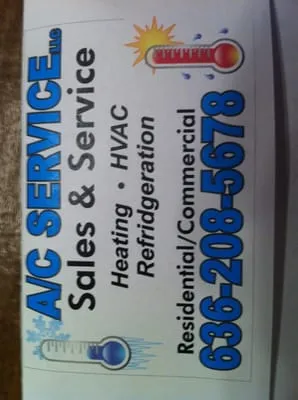 A/C SERVICE LLC
Sales & Service
Heating • HVAC
Refridgeration
Residential/Commercial
636-208-5678